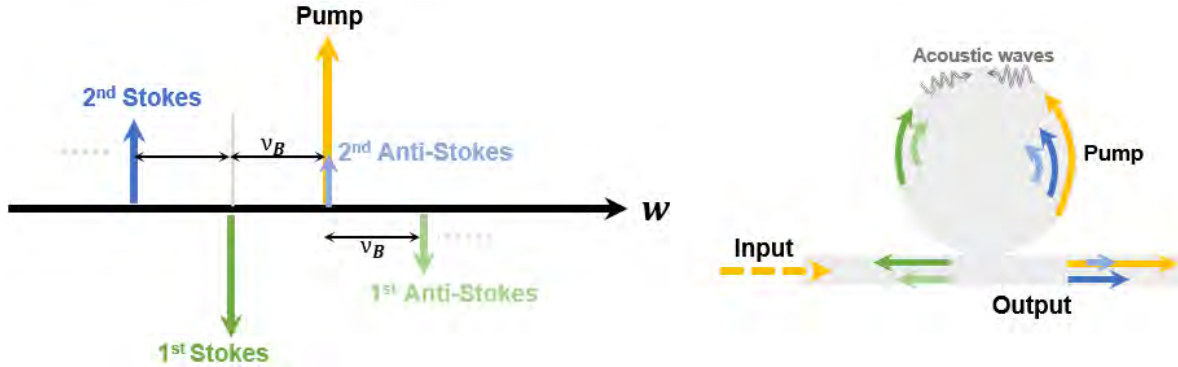 Pump
2nd Stokes
νB
2nd Anti-Stokes
w
νB
1st Anti-Stokes
1st Stokes
Acoustic waves
Pump
Input
Output